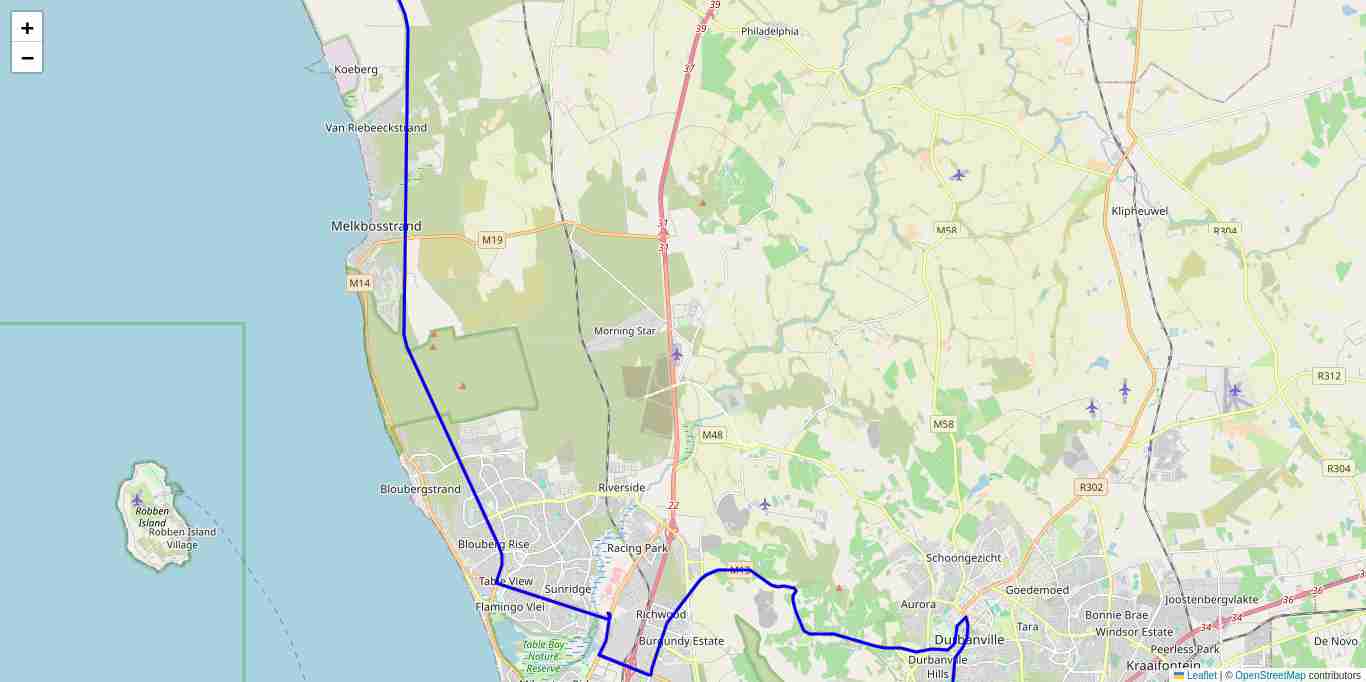 +
−
39
39
Philadelphia
37
Koeberg
Van Riebeeckstrand
Klipheuwel
Melkbosstrand
31
M58
R304
M19
31
M14
Morning Star
R312
M58
M48
R304
Bloubergstrand
Riverside
R302
22
Robben
Island
Robben Island
Village
Blouberg Rise
Racing Park
Schoongezicht
M13
36
Table View
Sunridge
Goedemoed
36
Joostenbergvlakte
34
Flamingo Vlei
Aurora
Richwood
Bonnie Brae
34
Tara
Windsor Estate
Table Bay
Nature
Reserve
Burgundy Estate
Durbanville
De Novo
Peerless Park
Durbanville
Hills
Kraaifontein
Leaflet | © OpenStreetMap contributors